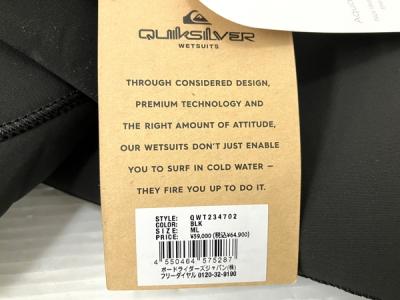 QUIKSILVER
WETSUITS
THROUGH CONSIDERED DESIGN,
PREMIUM TECHNOLOGY AND
THE RIGHT AMOUNT OF ATTITUDE,
OUR WETSUITS DON'T JUST ENABLE
YOU TO SURF IN COLD WATER —
THEY FIRE YOU UP TO DO IT.
STYLE: QWT234702
COLOR: BLK
SIZE: ML
PRICE: ¥59,000(税込¥64,900)
4 550464 575287
ボードライダーズジャパン(株)
フリーダイヤル 0120-32-9190